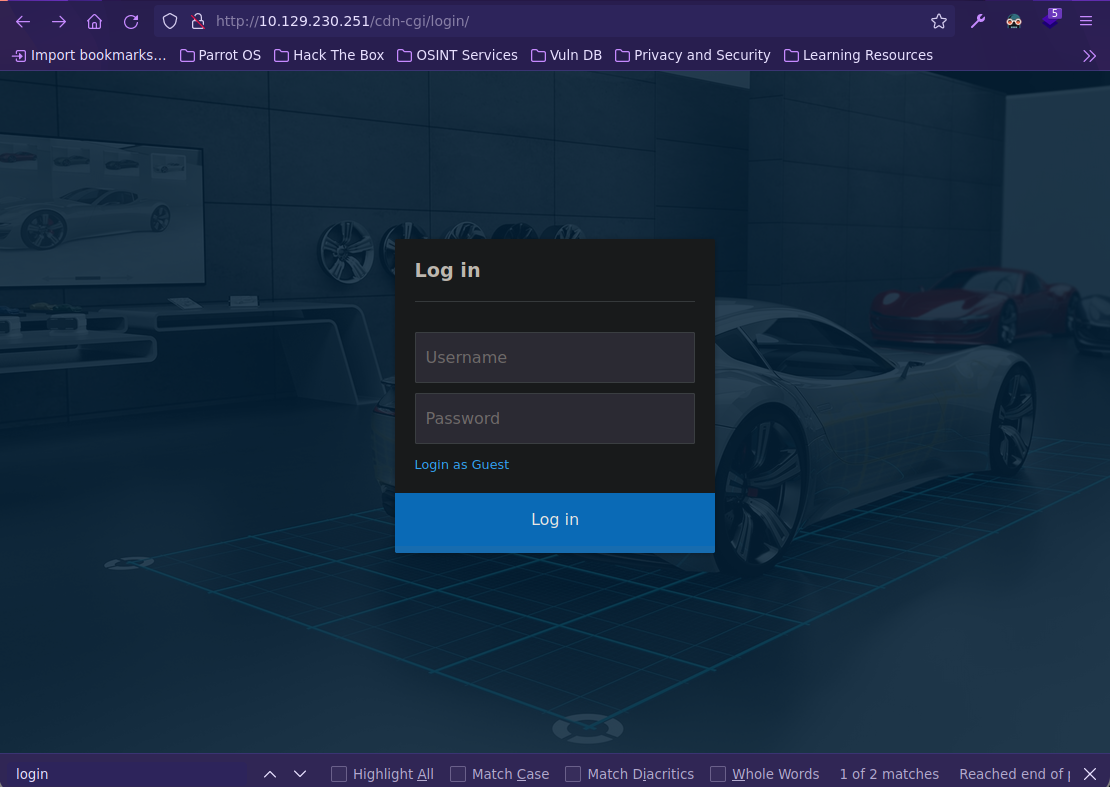 http://10.129.230.251/cdn-cgi/login/
5
Import bookmarks... Parrot OS Hack The Box OSINT Services Vuln DB Privacy and Security Learning Resources
Log in
Username
Password
Login as Guest
Log in
login Highlight All Match Case Match Diacritics Whole Words 1 of 2 matches Reached end of